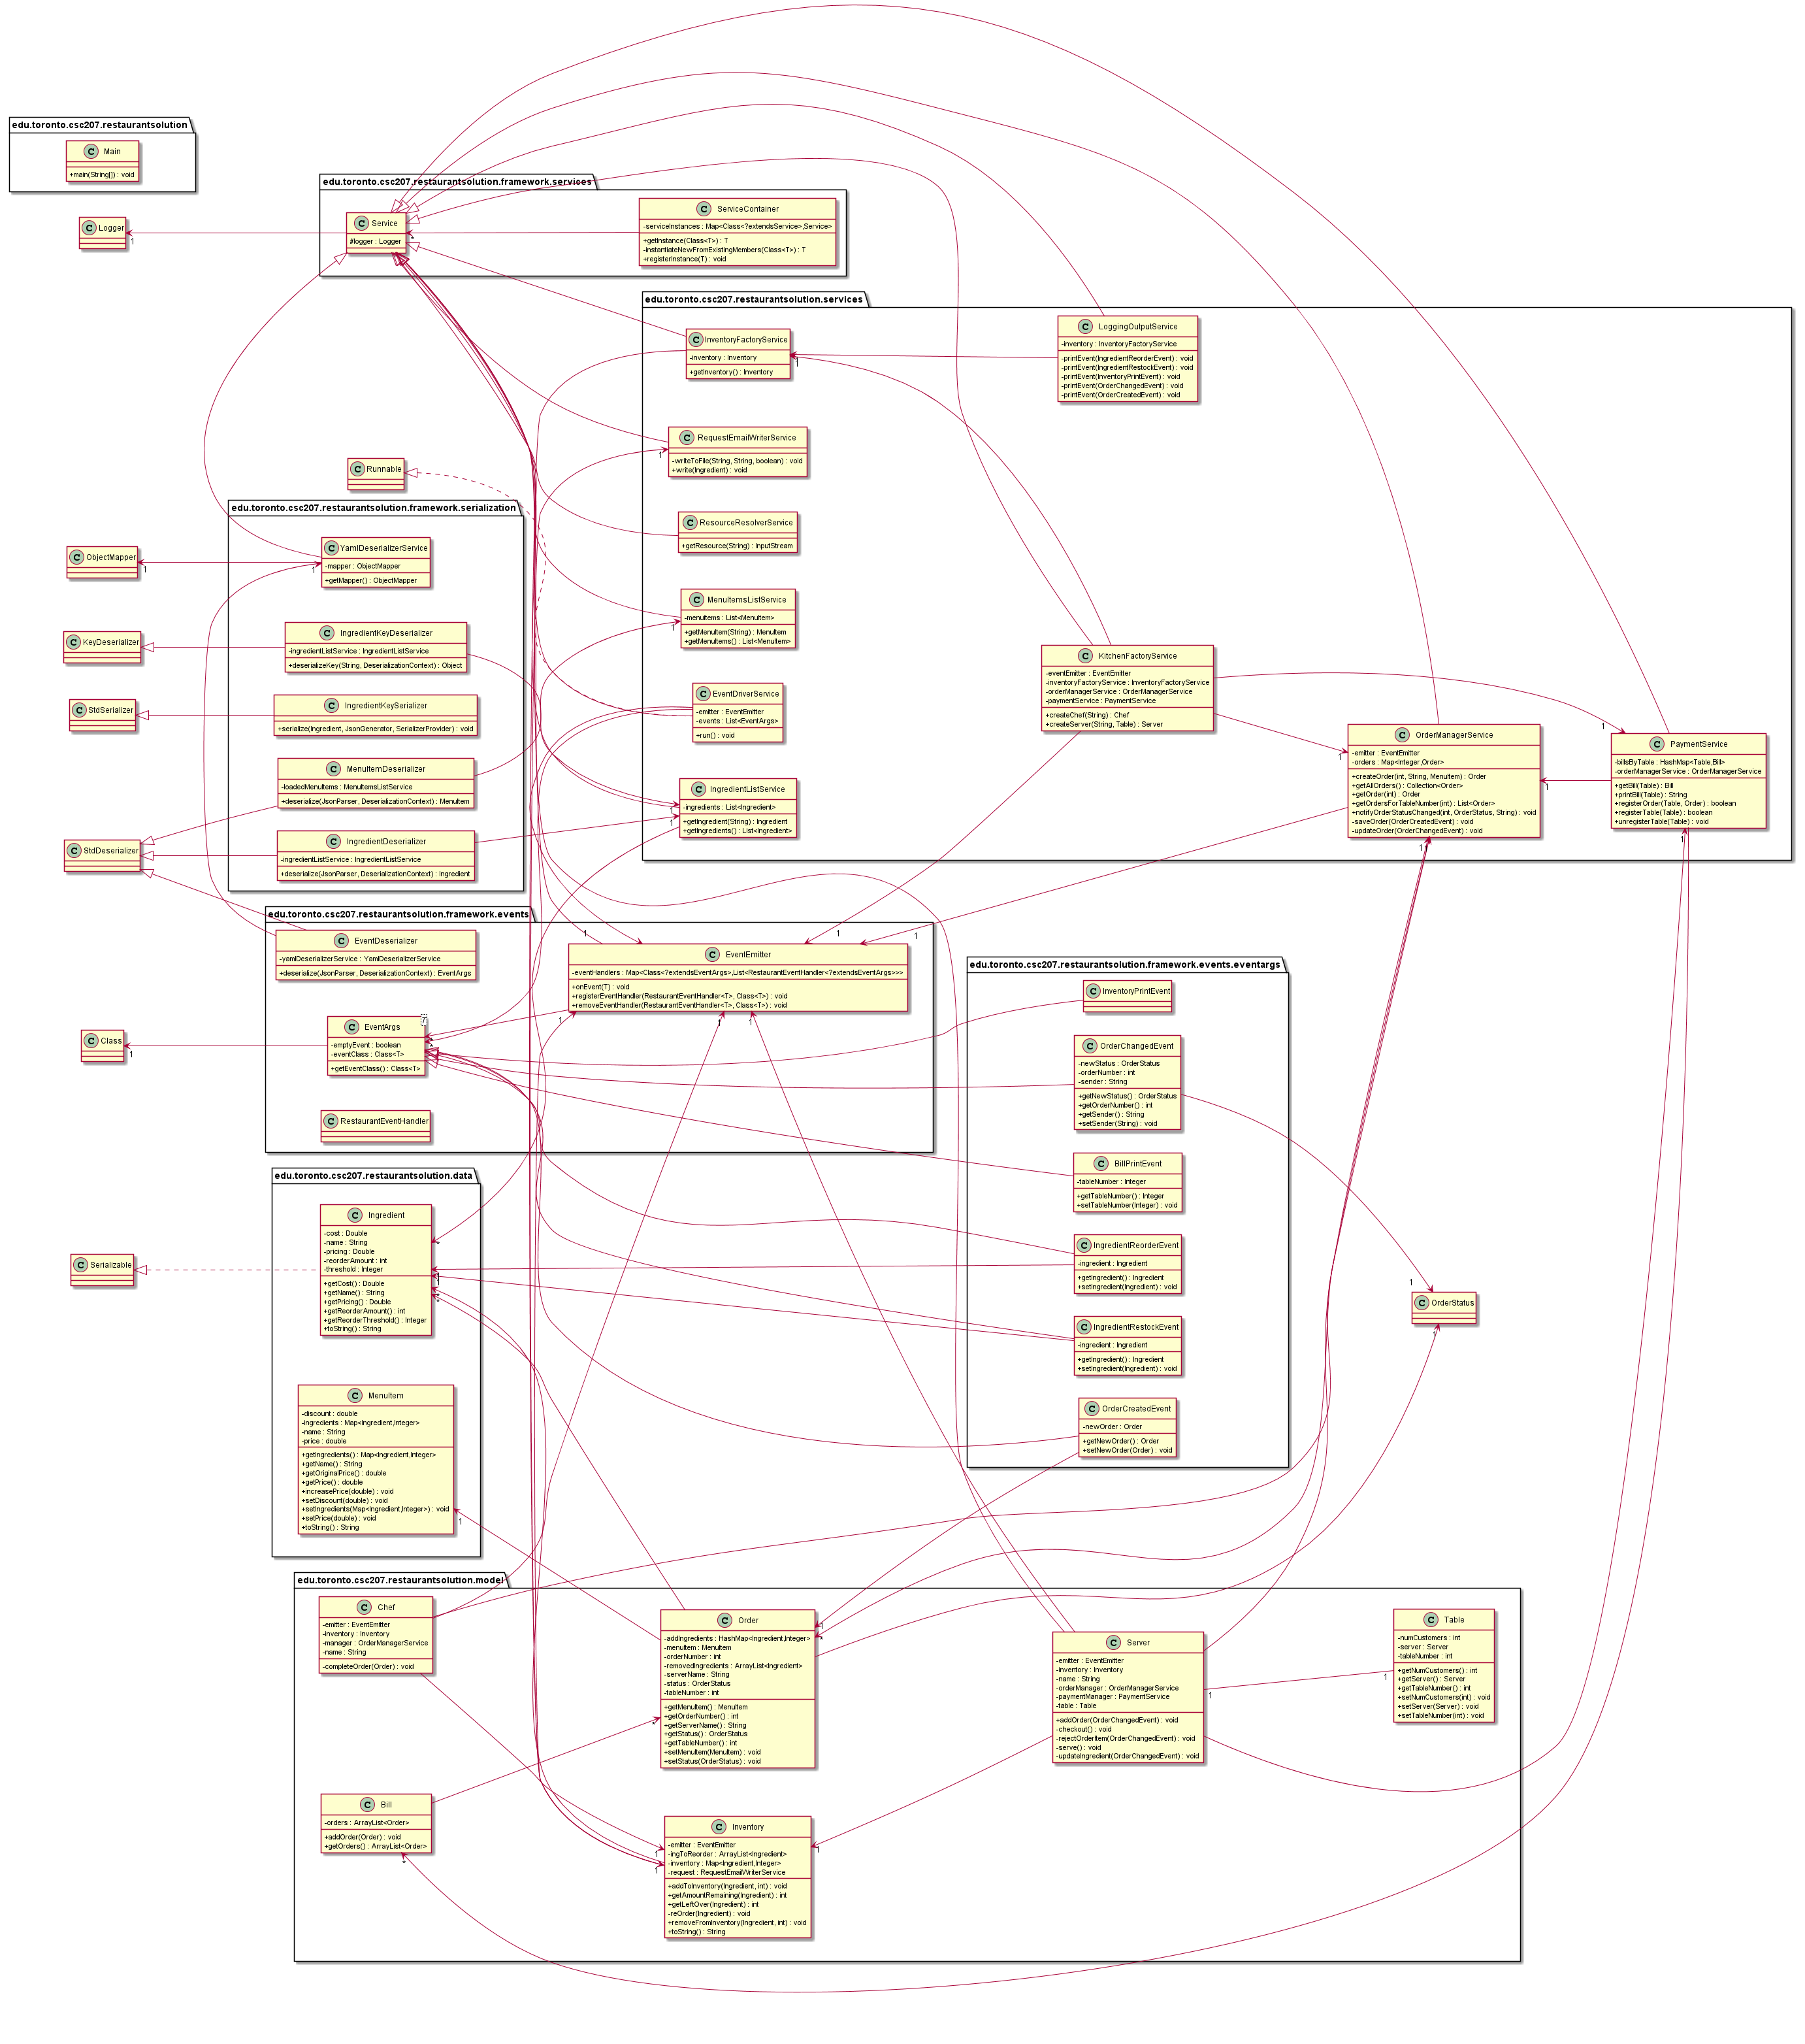 edu.toronto.csc207.restaurantsolution
C Main
+main(String[]) : void
C Logger
1
edu.toronto.csc207.restaurantsolution.framework.services
C Service
#logger : Logger
*
C ServiceContainer
-serviceInstances : Map<Class<?extendsService>,Service>
+getInstance(Class<T>) : T
-instantiateNewFromExistingMembers(Class<T>) : T
+registerInstance(T) : void
edu.toronto.csc207.restaurantsolution.services
C InventoryFactoryService
-inventory : Inventory
+getInventory() : Inventory
1
C LoggingOutputService
-inventory : InventoryFactoryService
-printEvent(IngredientReorderEvent) : void
-printEvent(IngredientRestockEvent) : void
-printEvent(InventoryPrintEvent) : void
-printEvent(OrderChangedEvent) : void
-printEvent(OrderCreatedEvent) : void
C RequestEmailWriterService
-writeToFile(String, String, boolean) : void
+write(Ingredient) : void
1
C ResourceResolverService
+getResource(String) : InputStream
C MenuItemsListService
-menuItems : List<MenuItem>
+getMenuItem(String) : MenuItem
+getMenuItems() : List<MenuItem>
1
C EventDriverService
-emitter : EventEmitter
-events : List<EventArgs>
+run() : void
C IngredientListService
-ingredients : List<Ingredient>
+getIngredient(String) : Ingredient
+getIngredients() : List<Ingredient>
1
1
C KitchenFactoryService
-eventEmitter : EventEmitter
-inventoryFactoryService : InventoryFactoryService
-orderManagerService : OrderManagerService
-paymentService : PaymentService
+createChef(String) : Chef
+createServer(String, Table) : Server
C OrderManagerService
-emitter : EventEmitter
-orders : Map<Integer,Order>
+createOrder(int, String, MenuItem) : Order
+getAllOrders() : Collection<Order>
+getOrder(int) : Order
+getOrdersForTableNumber(int) : List<Order>
+notifyOrderStatusChanged(int, OrderStatus, String) : void
-saveOrder(OrderCreatedEvent) : void
-updateOrder(OrderChangedEvent) : void
1
1
1
C PaymentService
-billsByTable : HashMap<Table,Bill>
-orderManagerService : OrderManagerService
+getBill(Table) : Bill
+printBill(Table) : String
+registerOrder(Table, Order) : boolean
+registerTable(Table) : boolean
+unregisterTable(Table) : void
1
1
C Runnable
edu.toronto.csc207.restaurantsolution.framework.serialization
C YamlDeserializerService
-mapper : ObjectMapper
+getMapper() : ObjectMapper
1
C ObjectMapper
1
C IngredientKeyDeserializer
-ingredientListService : IngredientListService
+deserializeKey(String, DeserializationContext) : Object
C KeyDeserializer
C IngredientKeySerializer
+serialize(Ingredient, JsonGenerator, SerializerProvider) : void
C StdSerializer
C MenuItemDeserializer
-loadedMenuItems : MenuItemsListService
+deserialize(JsonParser, DeserializationContext) : MenuItem
C IngredientDeserializer
-ingredientListService : IngredientListService
+deserialize(JsonParser, DeserializationContext) : Ingredient
C StdDeserializer
edu.toronto.csc207.restaurantsolution.framework.events
C EventDeserializer
-yamlDeserializerService : YamlDeserializerService
+deserialize(JsonParser, DeserializationContext) : EventArgs
C EventEmitter
-eventHandlers : Map<Class<?extendsEventArgs>,List<RestaurantEventHandler<?extendsEventArgs>>>
+onEvent(T) : void
+registerEventHandler(RestaurantEventHandler<T>, Class<T>) : void
+removeEventHandler(RestaurantEventHandler<T>, Class<T>) : void
1
1
1
1
1
1
C EventArgs
T
-emptyEvent : boolean
-eventClass : Class<T>
+getEventClass() : Class<T>
*
C Class
1
C RestaurantEventHandler
edu.toronto.csc207.restaurantsolution.framework.events.eventargs
C InventoryPrintEvent
C OrderChangedEvent
-newStatus : OrderStatus
-orderNumber : int
-sender : String
+getNewStatus() : OrderStatus
+getOrderNumber() : int
+getSender() : String
+setSender(String) : void
C BillPrintEvent
-tableNumber : Integer
+getTableNumber() : Integer
+setTableNumber(Integer) : void
C IngredientReorderEvent
-ingredient : Ingredient
+getIngredient() : Ingredient
+setIngredient(Ingredient) : void
C IngredientRestockEvent
-ingredient : Ingredient
+getIngredient() : Ingredient
+setIngredient(Ingredient) : void
C OrderCreatedEvent
-newOrder : Order
+getNewOrder() : Order
+setNewOrder(Order) : void
C OrderStatus
1
1
edu.toronto.csc207.restaurantsolution.data
C Ingredient
-cost : Double
-name : String
-pricing : Double
-reorderAmount : int
-threshold : Integer
+getCost() : Double
+getName() : String
+getPricing() : Double
+getReorderAmount() : int
+getReorderThreshold() : Integer
+toString() : String
*
1
*
C Serializable
C MenuItem
-discount : double
-ingredients : Map<Ingredient,Integer>
-name : String
-price : double
+getIngredients() : Map<Ingredient,Integer>
+getName() : String
+getOriginalPrice() : double
+getPrice() : double
+increasePrice(double) : void
+setDiscount(double) : void
+setIngredients(Map<Ingredient,Integer>) : void
+setPrice(double) : void
+toString() : String
1
edu.toronto.csc207.restaurantsolution.model
C Chef
-emitter : EventEmitter
-inventory : Inventory
-manager : OrderManagerService
-name : String
-completeOrder(Order) : void
C Order
-addIngredients : HashMap<Ingredient,Integer>
-menuItem : MenuItem
-orderNumber : int
-removedIngredients : ArrayList<Ingredient>
-serverName : String
-status : OrderStatus
-tableNumber : int
+getMenuItem() : MenuItem
+getOrderNumber() : int
+getServerName() : String
+getStatus() : OrderStatus
+getTableNumber() : int
+setMenuItem(MenuItem) : void
+setStatus(OrderStatus) : void
1
*
*
C Server
-emitter : EventEmitter
-inventory : Inventory
-name : String
-orderManager : OrderManagerService
-paymentManager : PaymentService
-table : Table
+addOrder(OrderChangedEvent) : void
-checkout() : void
-rejectOrderItem(OrderChangedEvent) : void
-serve() : void
-updateIngredient(OrderChangedEvent) : void
1
1
C Table
-numCustomers : int
-server : Server
-tableNumber : int
+getNumCustomers() : int
+getServer() : Server
+getTableNumber() : int
+setNumCustomers(int) : void
+setServer(Server) : void
+setTableNumber(int) : void
C Bill
-orders : ArrayList<Order>
+addOrder(Order) : void
+getOrders() : ArrayList<Order>
*
C Inventory
-emitter : EventEmitter
-ingToReorder : ArrayList<Ingredient>
-inventory : Map<Ingredient,Integer>
-request : RequestEmailWriterService
+addToInventory(Ingredient, int) : void
+getAmountRemaining(Ingredient) : int
+getLeftOver(Ingredient) : int
-reOrder(Ingredient) : void
+removeFromInventory(Ingredient, int) : void
+toString() : String
1
1
1